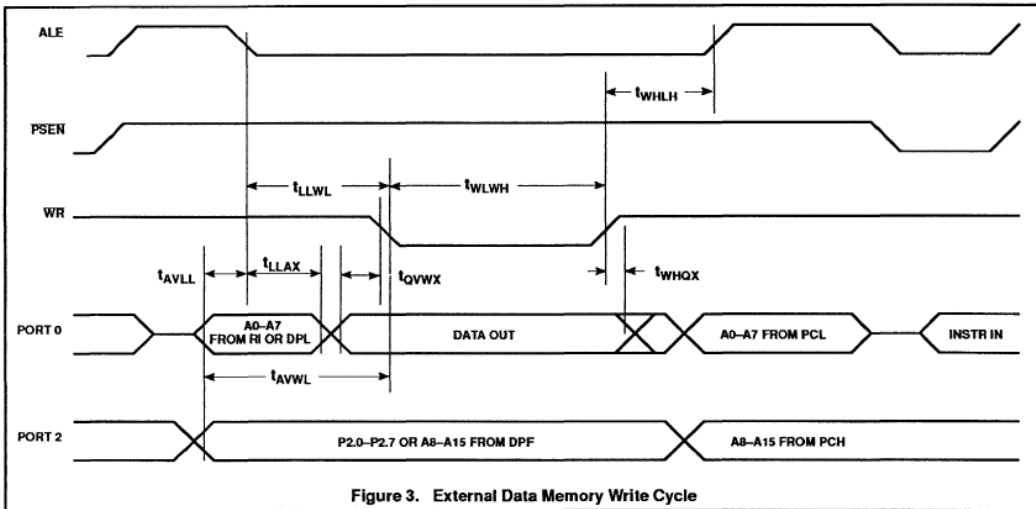 ALE
tWHLH
PSEN
tLLWL
tWLWH
WR
tAVLL
tLLAX
tQVWX
tWHQX
PORT 0
A0–A7
FROM RI OR DPL
DATA OUT
A0–A7 FROM PCL
INSTR IN
tAVWL
PORT 2
P2.0–P2.7 OR A8–A15 FROM DPF
A8–A15 FROM PCH
Figure 3. External Data Memory Write Cycle